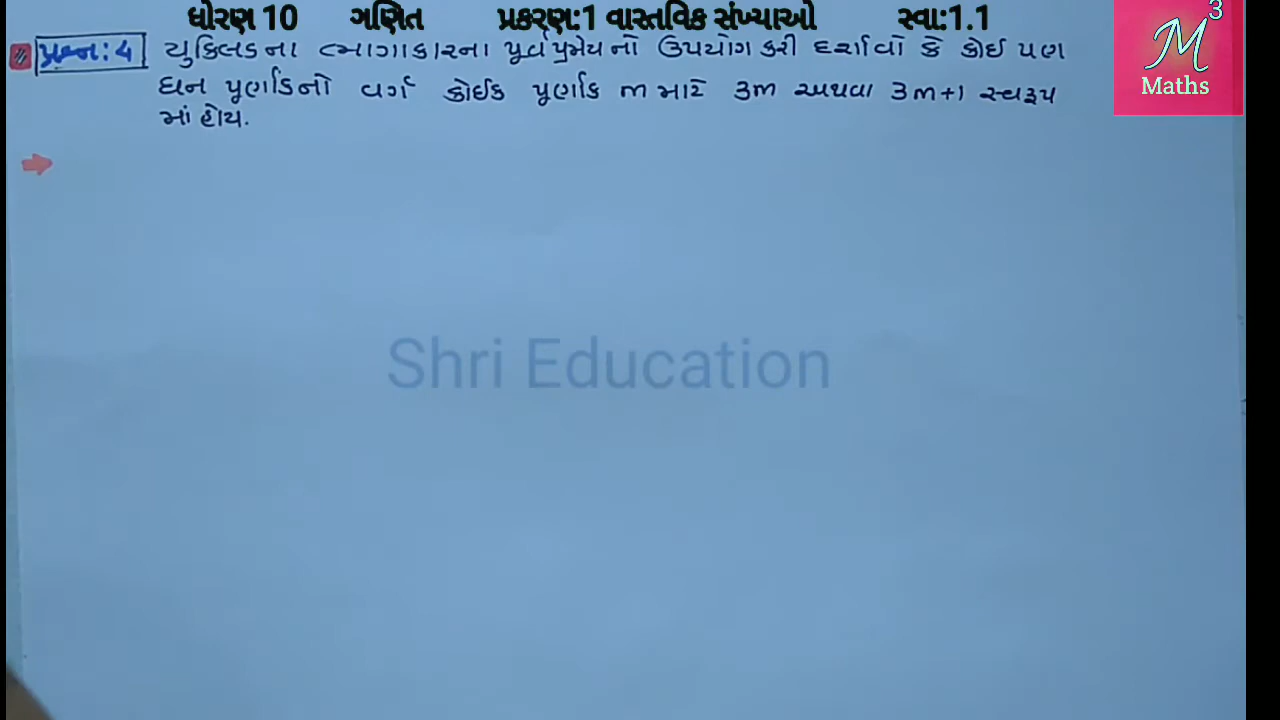 ધોરણ 10 ગણિત પ્રકરણ:1 વાસ્તવિક સંખ્યાઓ સ્વા:1.1
M3
Maths
પ્રશ્ન: 4 યુક્લિડના ભાગાકારના પૂર્વપ્રમેયનો ઉપયોગ કરી દર્શાવો કે કોઈ પણ
ધન પૂર્ણાંકનો વર્ગ કોઈક પૂર્ણાંક m માટે 3m અથવા 3m+1 સ્વરૂપ
માં હોય.
Shri Education